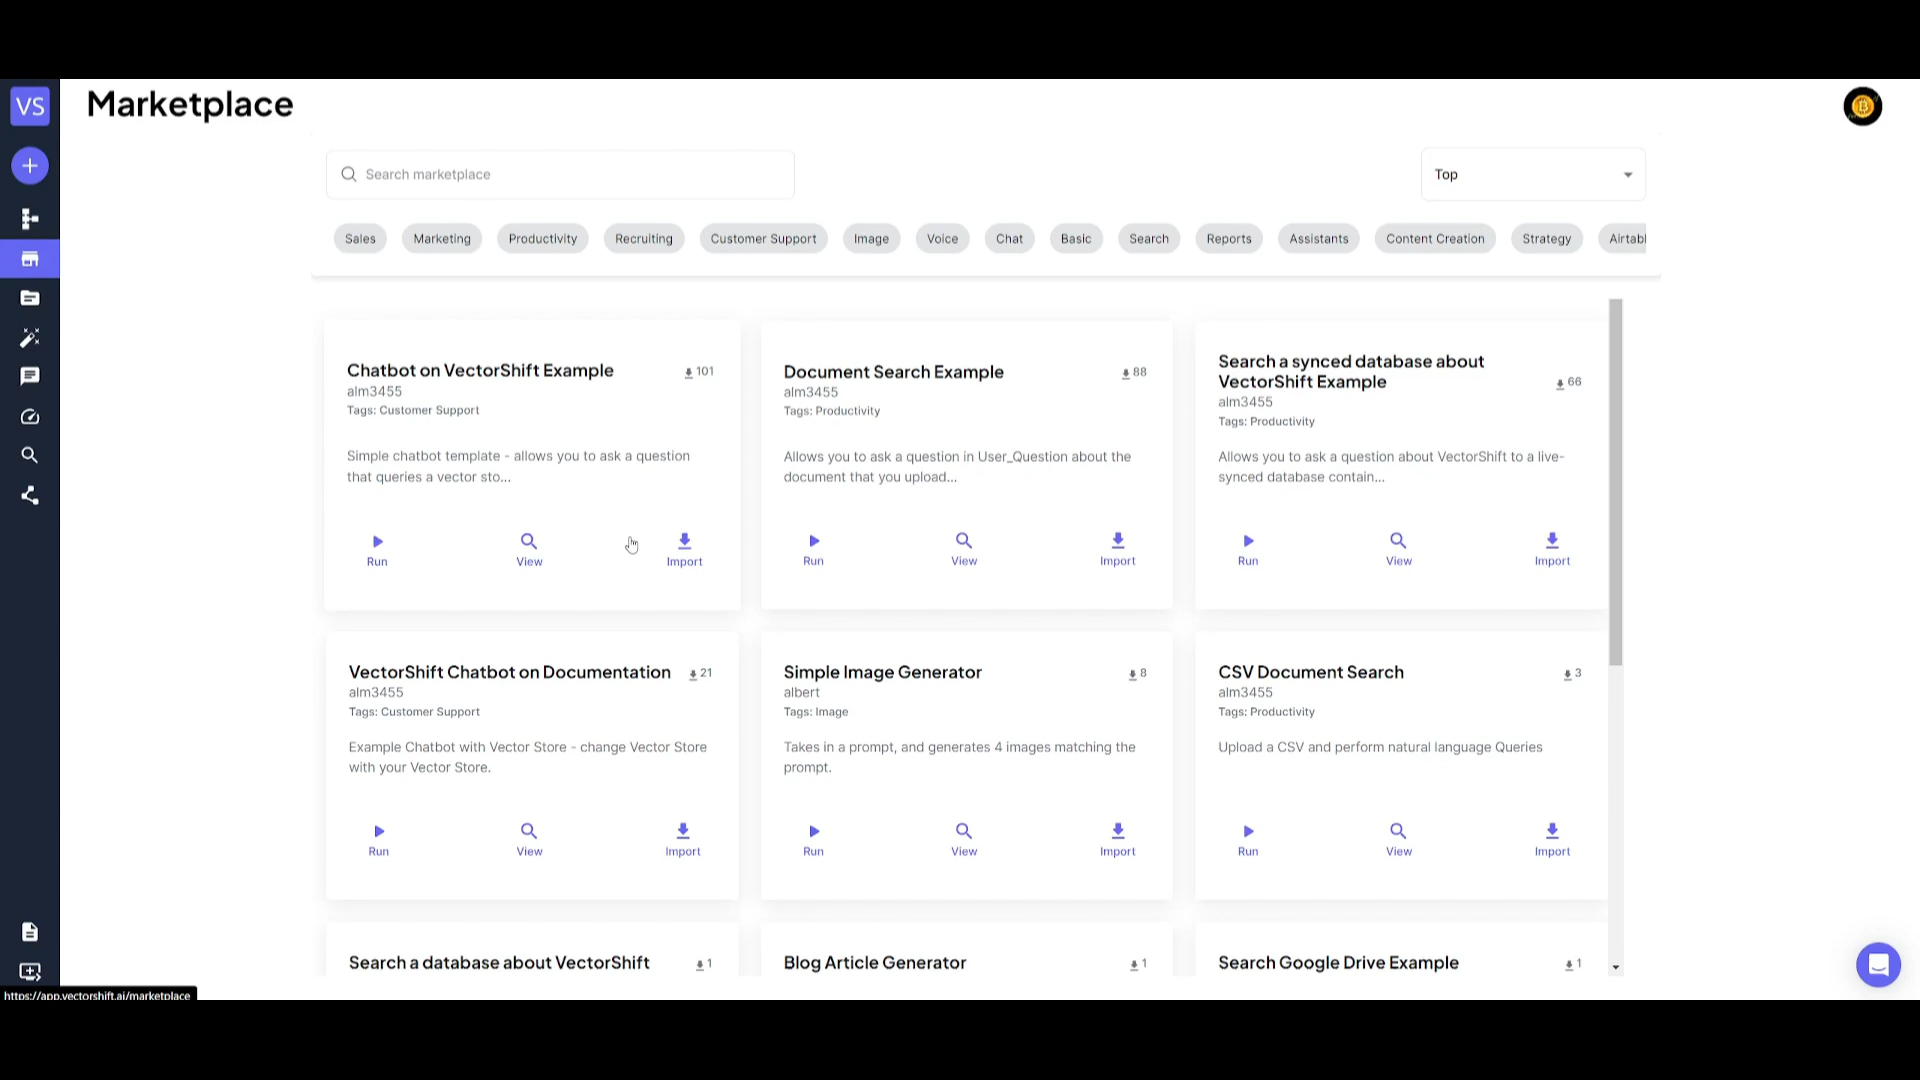 VS
Marketplace
Search marketplace
Top
Sales
Marketing
Productivity
Recruiting
Customer Support
Image
Voice
Chat
Basic
Search
Reports
Assistants
Content Creation
Strategy
Airtabl
Chatbot on VectorShift Example
101
alm3455
Tags: Customer Support
Simple chatbot template - allows you to ask a question
that queries a vector sto...
Run
View
Import
Document Search Example
88
alm3455
Tags: Productivity
Allows you to ask a question in User_Question about the
document that you upload...
Run
View
Import
Search a synced database about
VectorShift Example
66
alm3455
Tags: Productivity
Allows you to ask a question about VectorShift to a live-
synced database contain...
Run
View
Import
VectorShift Chatbot on Documentation
21
alm3455
Tags: Customer Support
Example Chatbot with Vector Store - change Vector Store
with your Vector Store.
Run
View
Import
Simple Image Generator
8
albert
Tags: Image
Takes in a prompt, and generates 4 images matching the
prompt.
Run
View
Import
CSV Document Search
3
alm3455
Tags: Productivity
Upload a CSV and perform natural language Queries
Run
View
Import
Search a database about VectorShift
1
Blog Article Generator
1
Search Google Drive Example
1
https://app.vectorshift.ai/marketplace